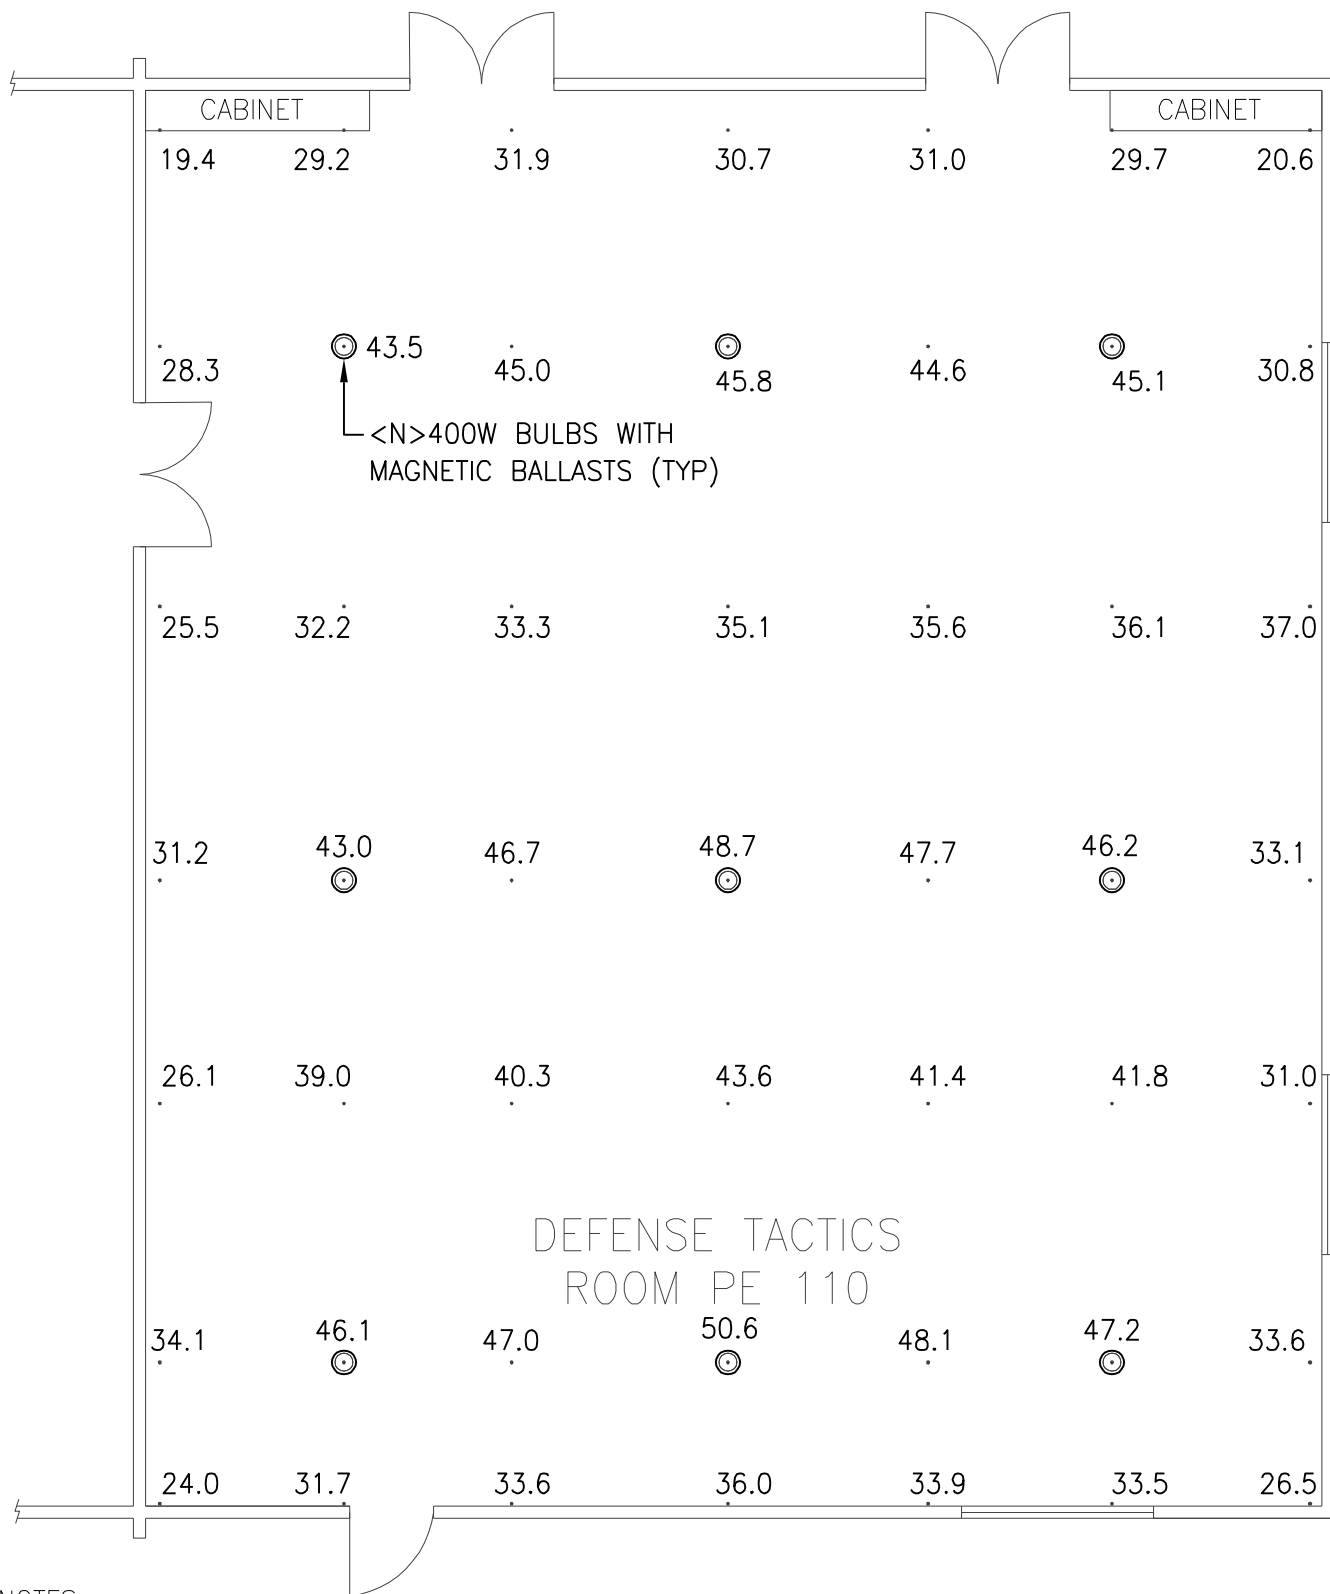 CABINET CABINET
19.4 29.2 31.9 30.7 31.0 29.7 20.6
28.3 43.5 45.0 45.8 44.6 45.1 30.8
<N>400W BULBS WITH
MAGNETIC BALLASTS (TYP)
25.5 32.2 33.3 35.1 35.6 36.1 37.0
31.2 43.0 46.7 48.7 47.7 46.2 33.1
26.1 39.0 40.3 43.6 41.4 41.8 31.0
DEFENSE TACTICS
ROOM PE 110
34.1 46.1 47.0 50.6 48.1 47.2 33.6
24.0 31.7 33.6 36.0 33.9 33.5 26.5